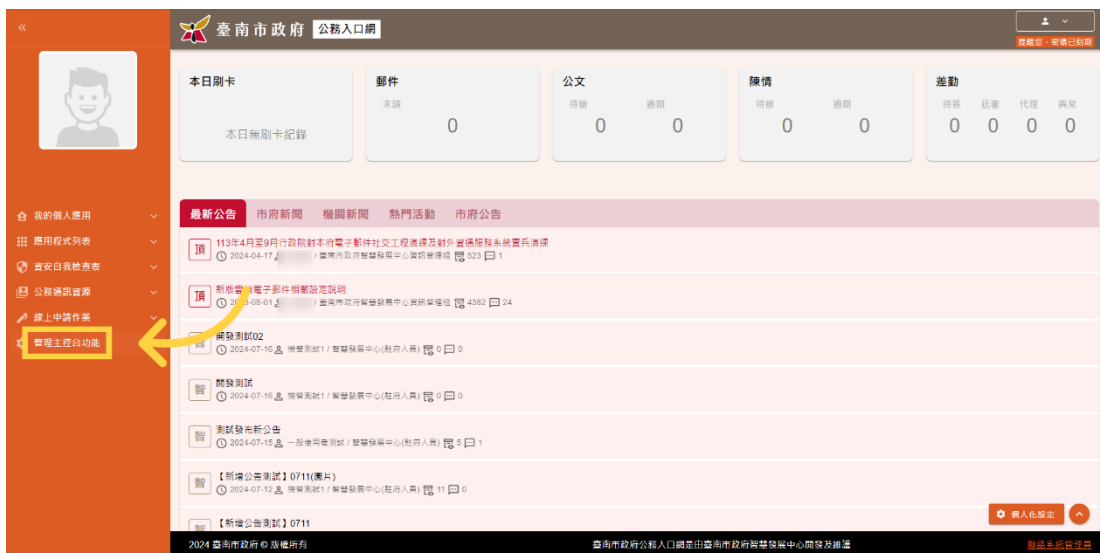 臺南市政府 公務入口網
提醒您，密碼已到期
本日刷卡
本日無刷卡紀錄
郵件
未讀
0
公文
待辦 逾期
0 0
陳情
待辦 逾期
0 0
差勤
待簽 送審 代理 異常
0 0 0 0
我的個人應用
應用程式列表
資安自我檢查表
公務通訊資源
線上申請作業
管理主控台功能
最新公告 市府新聞 機關新聞 熱門活動 市府公告
頂 113年4月至9月行政院對本府電子郵件社交工程演練及對外資通服務系統實兵演練
2024-04-17 / 臺南市政府智慧發展中心資訊管理組 523 1
頂 新版雲端電子郵件相關設定說明
-08-01 / 臺南市政府智慧發展中心資訊管理組 4382 24
智 開發測試02
2024-07-16 機管測試1 / 智慧發展中心(駐府人員) 0 0
智 開發測試
2024-07-16 機管測試1 / 智慧發展中心(駐府人員) 0 0
智 測試發布新公告
2024-07-15 一般使用者測試 / 智慧發展中心(駐府人員) 5 1
智 【新增公告測試】0711(圖片)
2024-07-12 機管測試1 / 智慧發展中心(駐府人員) 11 0
智 【新增公告測試】0711
個人化設定
2024 臺南市政府 © 版權所有
臺南市政府公務入口網是由臺南市政府智慧發展中心開發及維護
聯絡系統管理員